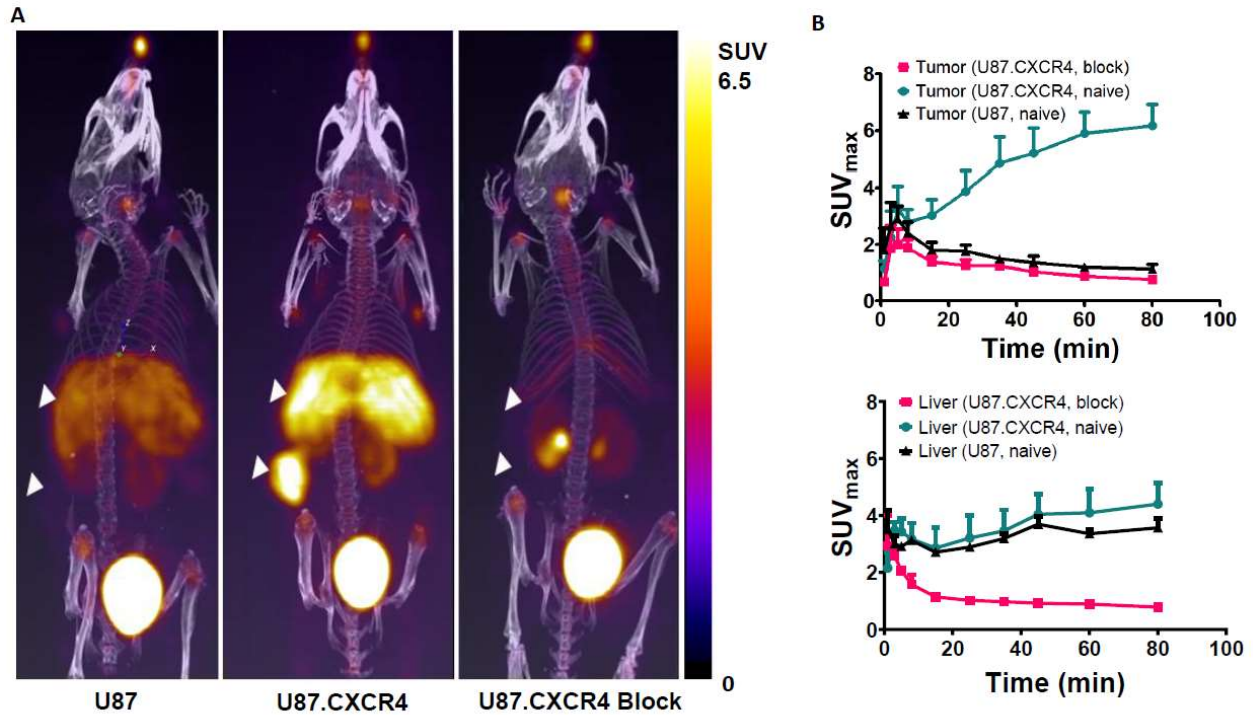 A
SUV
6.5
0
U87
U87.CXCR4
U87.CXCR4 Block
B
Tumor (U87.CXCR4, block)
Tumor (U87.CXCR4, naive)
Tumor (U87, naive)
SUVmax
8
6
4
2
0
0 20 40 60 80 100
Time (min)
Liver (U87.CXCR4, block)
Liver (U87.CXCR4, naive)
Liver (U87, naive)
SUVmax
8
6
4
2
0
0 20 40 60 80 100
Time (min)